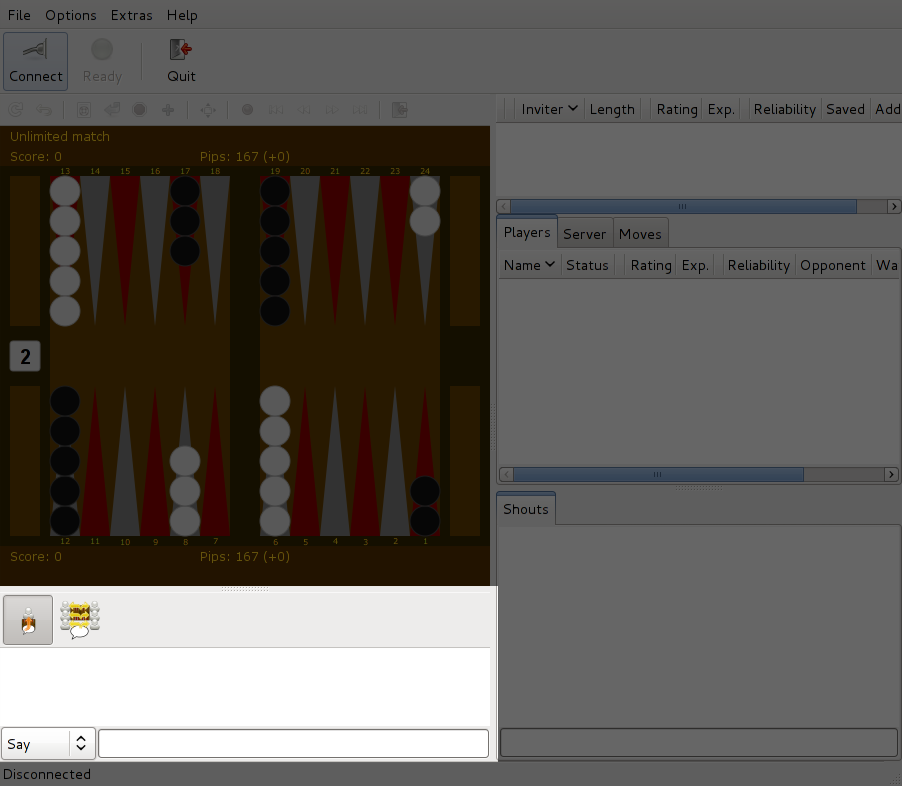 File Options Extras Help
Connect Ready Quit
Inviter Length Rating Exp. Reliability Saved Add
Unlimited match
Score: 0 Pips: 167 (+0)
13 14 15 16 17 18 19 20 21 22 23 24
Players Server Moves
Name Status Rating Exp. Reliability Opponent Wa
2
12 11 10 9 8 7 6 5 4 3 2 1
Score: 0 Pips: 167 (+0)
Shouts
Say
Disconnected